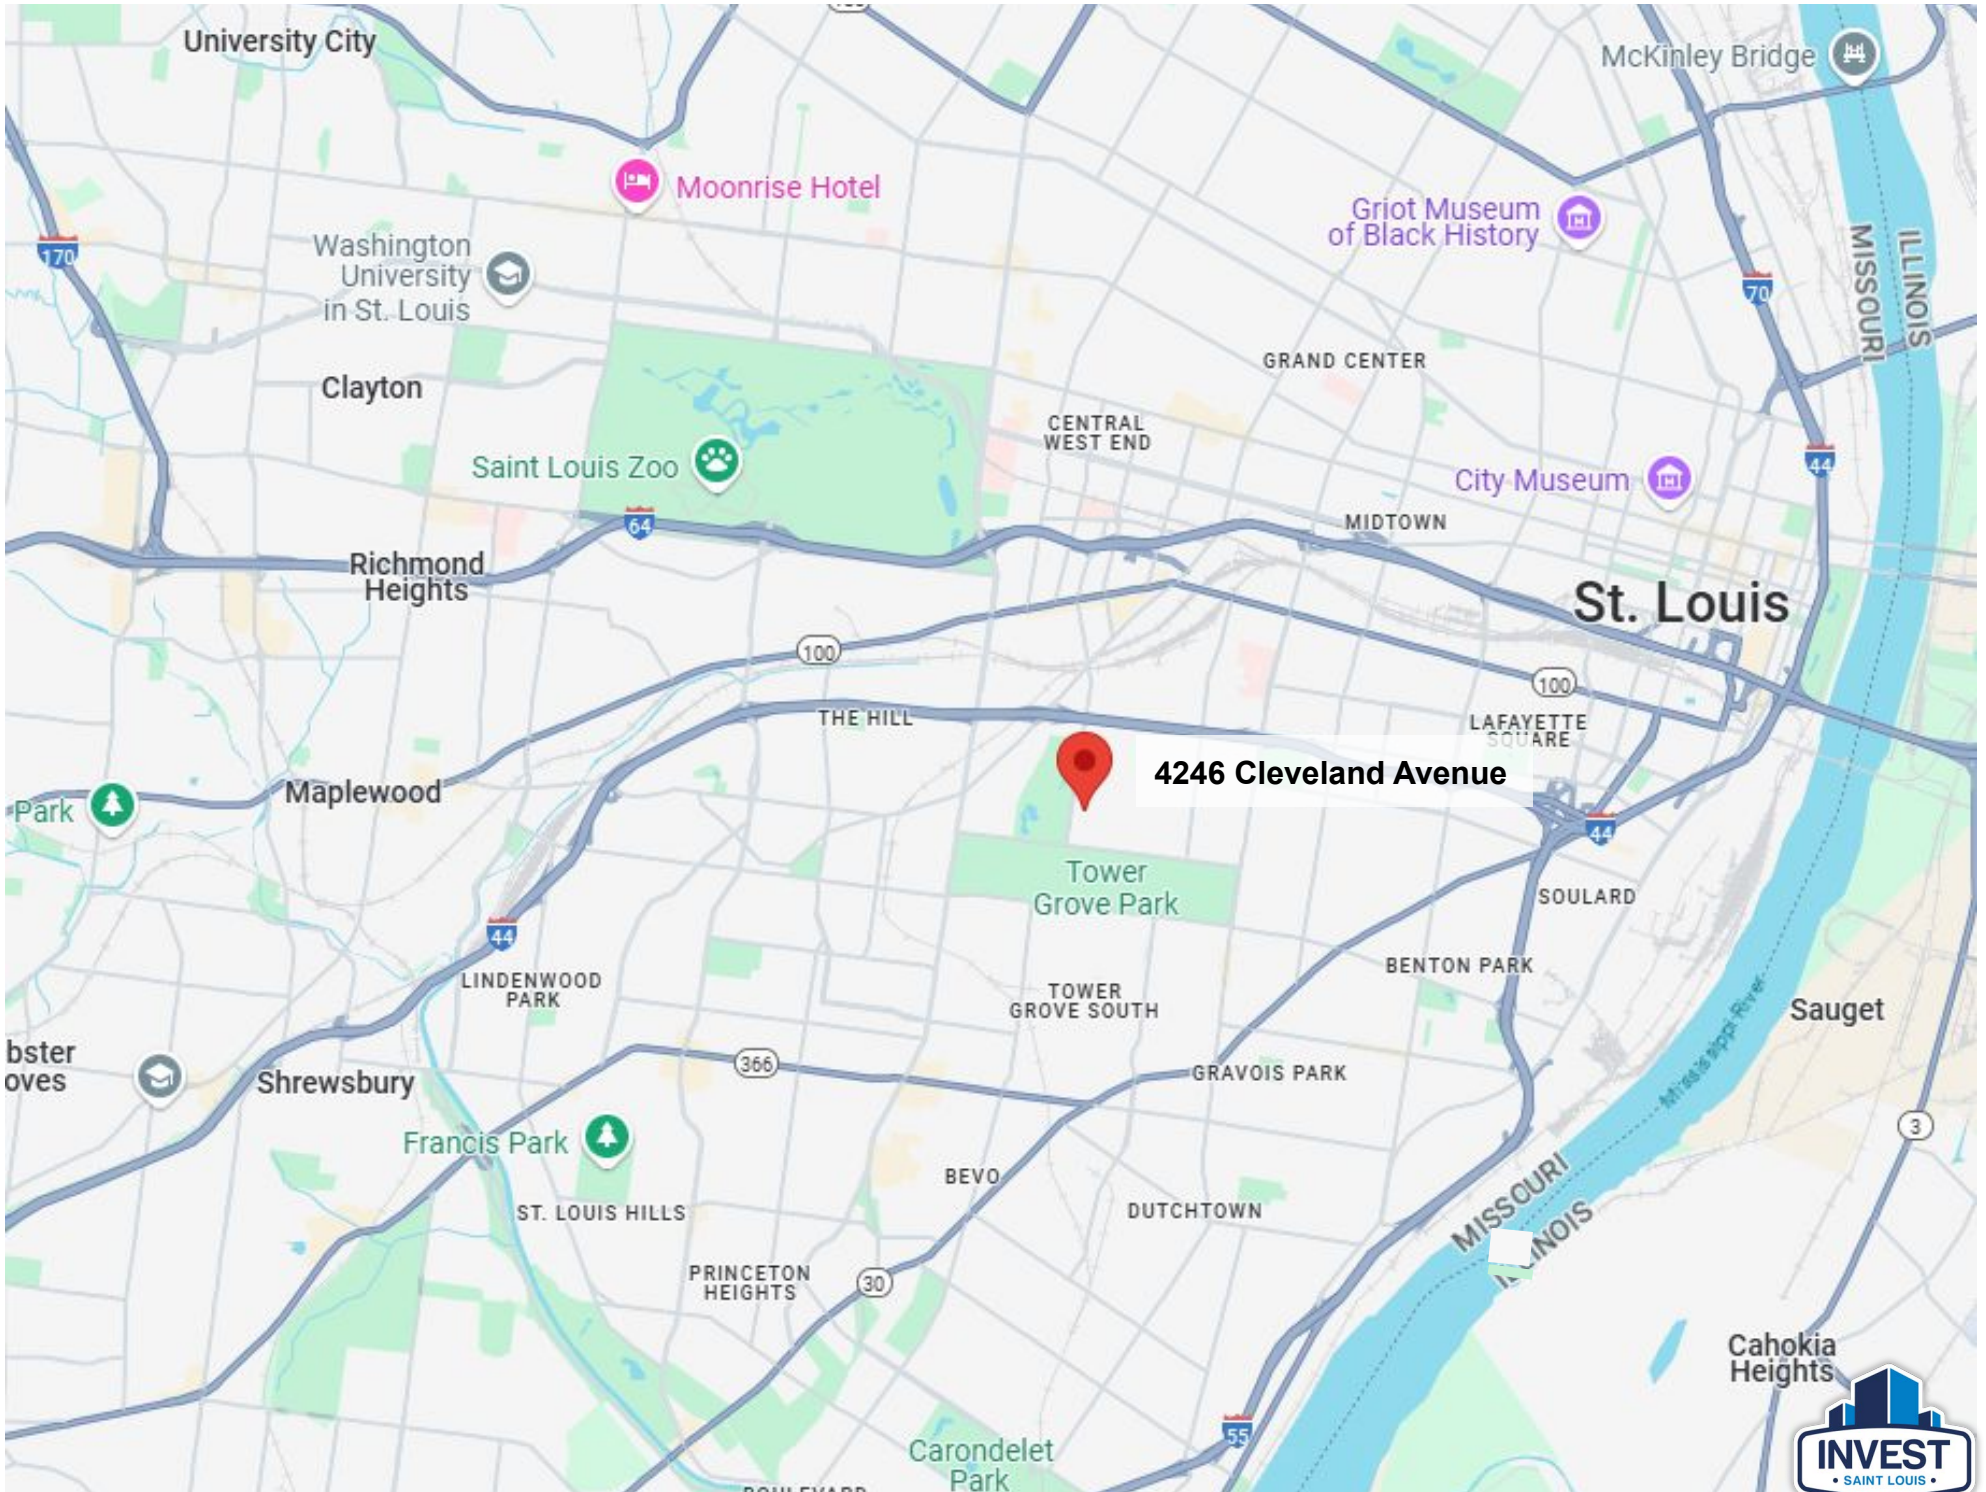 University City
McKinley Bridge
Moonrise Hotel
Griot Museum
of Black History
170
Washington
University
in St. Louis
MISSOURI
ILLINOIS
70
GRAND CENTER
Clayton
CENTRAL
WEST END
44
Saint Louis Zoo
City Museum
64
MIDTOWN
Richmond
Heights
St. Louis
100
100
THE HILL
LAFAYETTE
SQUARE
4246 Cleveland Avenue
Maplewood
Park
44
Tower
Grove Park
SOULARD
44
BENTON PARK
LINDENWOOD
PARK
TOWER
GROVE SOUTH
Mississippi River
Sauget
bster
oves
366
Shrewsbury
GRAVOIS PARK
3
Francis Park
BEVO
MISSOURI
ILLINOIS
ST. LOUIS HILLS
DUTCHTOWN
PRINCETON
HEIGHTS
30
Cahokia
Heights
55
Carondelet
Park
INVEST
• SAINT LOUIS •